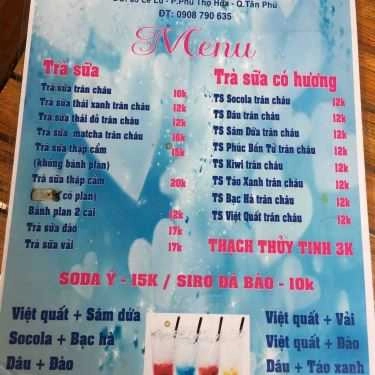 P.Phú Thọ Hòa - Q.Tân Phú
ĐT: 0908 790 635
Menu
Trà sữa
Trà sữa trân châu 10k
Trà sữa thái xanh trân châu 12k
Trà sữa thái đỏ trân châu 12k
Trà sữa matcha trân châu 16k
Trà sữa thập cẩm 15k
(không bánh plan)
Trà sữa thập cẩm 20k
có plan)
Bánh plan 2 cái 12k
Trà sữa dâu 17k
Trà sữa vải 17k
Trà sữa có hương
TS Socola trân châu 12k
TS Dâu trân châu 12k
TS Sâm Dứa trân châu 12k
TS Phúc Bồn Tử trân châu 12k
TS Kiwi trân châu 12k
TS Táo Xanh trân châu 12k
TS Bạc Hà trân châu 12k
TS Việt Quất trân châu 12k
THẠCH THỦY TINH 3K
SODA Ý - 15K / SIRO ĐÁ BÀO - 10k
Việt quất + Sâm dứa
Socola + Bạc hà
Dâu + Đào
Việt quất + Vải
Việt quất + Đào
Dâu + Táo xanh